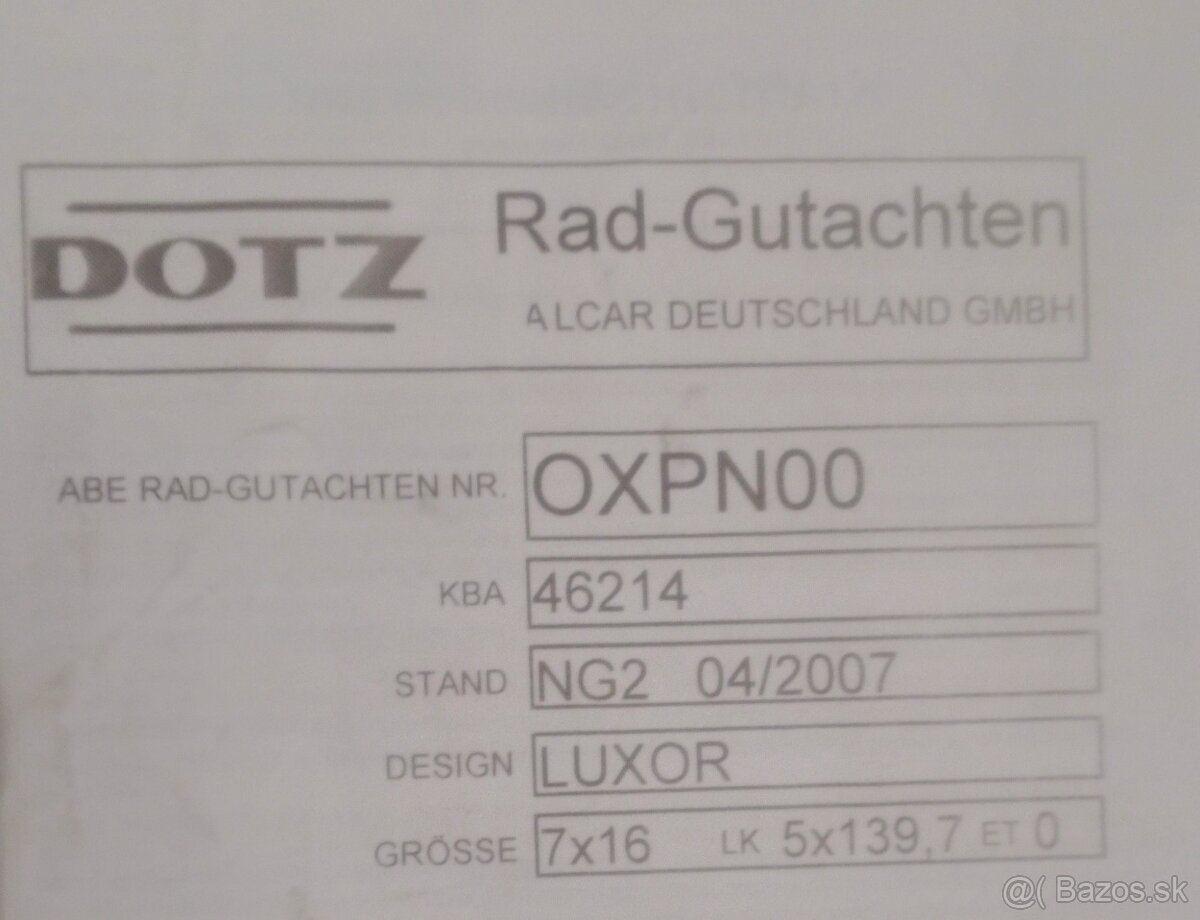 DOTZ
Rad-Gutachten
ALCAR DEUTSCHLAND GMBH
ABE RAD-GUTACHTEN NR. OXPN00
KBA 46214
STAND NG2 04/2007
DESIGN LUXOR
GRÖSSE 7x16 LK 5x139,7 ET 0
@( Bazos.sk